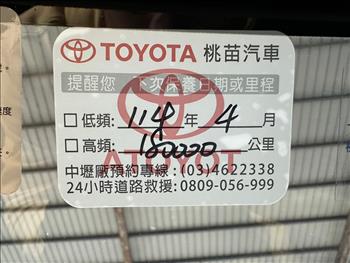 TOYOTA 桃苗汽車
提醒您 下次保養日期或里程
□低頻: 114 年 4 月
□高頻: 180000 公里
TOYOTA
中壢廠預約專線:(03)4622338
24小時道路救援:0809-056-999